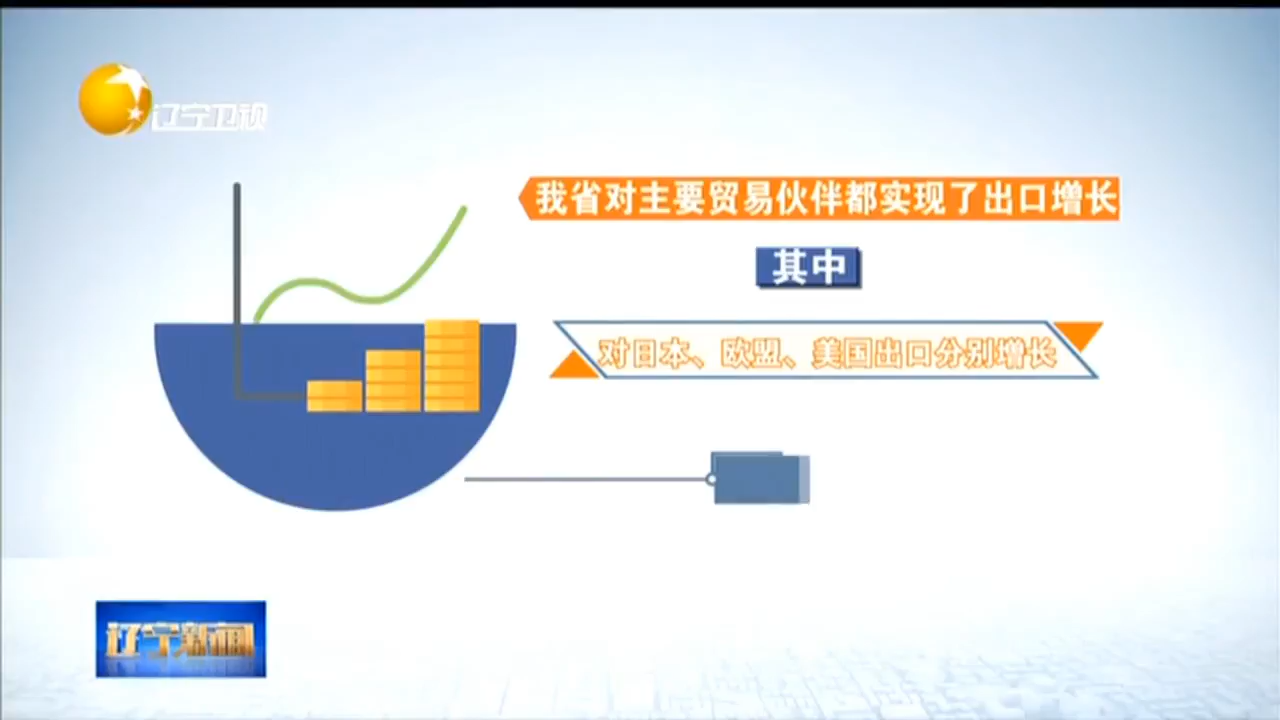 辽宁卫视
我省对主要贸易伙伴都实现了出口增长
其中
对日本、欧盟、美国出口分别增长
辽宁新闻